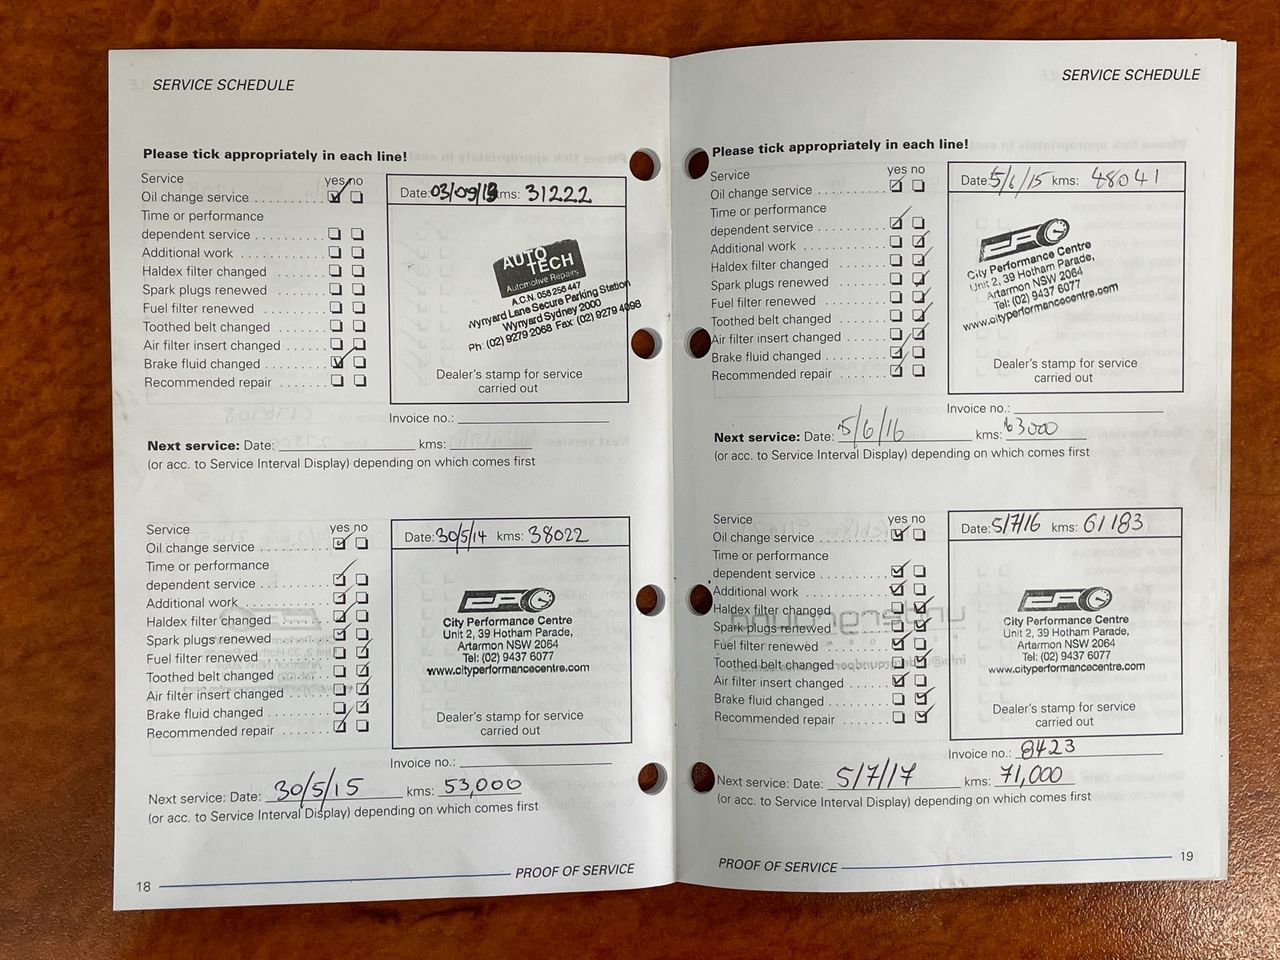 SERVICE SCHEDULE
Please tick appropriately in each line!
Service yes no
Oil change service
Time or performance
dependent service
Additional work
Haldex filter changed
Spark plugs renewed
Fuel filter renewed
Toothed belt changed
Air filter insert changed
Brake fluid changed
Recommended repair
Date: 03/09/13 kms: 31222
AUTO
TECH
Automotive Repairs
A.C.N. 058 256 447
Wynyard Lane Secure Parking Station
Wynyard Sydney 2000
Ph: (02) 9279 2068 Fax: (02) 9279 4098
Dealer's stamp for service
carried out
Invoice no.:
Next service: Date: kms:
(or acc. to Service Interval Display) depending on which comes first
Service yes no
Oil change service
Time or performance
dependent service
Additional work
Haldex filter changed
Spark plugs renewed
Fuel filter renewed
Toothed belt changed
Air filter insert changed
Brake fluid changed
Recommended repair
Date: 30/5/14 kms: 38022
CPC
City Performance Centre
Unit 2, 39 Hotham Parade,
Artarmon NSW 2064
Tel: (02) 9437 6077
www.cityperformancecentre.com
Dealer's stamp for service
carried out
Invoice no.:
Next service: Date: 30/5/15 kms: 53,000
(or acc. to Service Interval Display) depending on which comes first
PROOF OF SERVICE
18
SERVICE SCHEDULE
Please tick appropriately in each line!
Service yes no
Oil change service
Time or performance
dependent service
Additional work
Haldex filter changed
Spark plugs renewed
Fuel filter renewed
Toothed belt changed
Air filter insert changed
Brake fluid changed
Recommended repair
Date: 5/6/15 kms: 48041
CPC
City Performance Centre
Unit 2, 39 Hotham Parade,
Artarmon NSW 2064
Tel: (02) 9437 6077
www.cityperformancecentre.com
Dealer's stamp for service
carried out
Invoice no.:
Next service: Date: 5/6/16 kms: 63000
(or acc. to Service Interval Display) depending on which comes first
Service yes no
Oil change service
Time or performance
dependent service
Additional work
Haldex filter changed
Spark plugs renewed
Fuel filter renewed
Toothed belt changed
Air filter insert changed
Brake fluid changed
Recommended repair
Date: 5/7/16 kms: 61183
CPC
City Performance Centre
Unit 2, 39 Hotham Parade,
Artarmon NSW 2064
Tel: (02) 9437 6077
www.cityperformancecentre.com
Dealer's stamp for service
carried out
Invoice no.: 8423
Next service: Date: 5/7/17 kms: 71,000
(or acc. to Service Interval Display) depending on which comes first
PROOF OF SERVICE
19